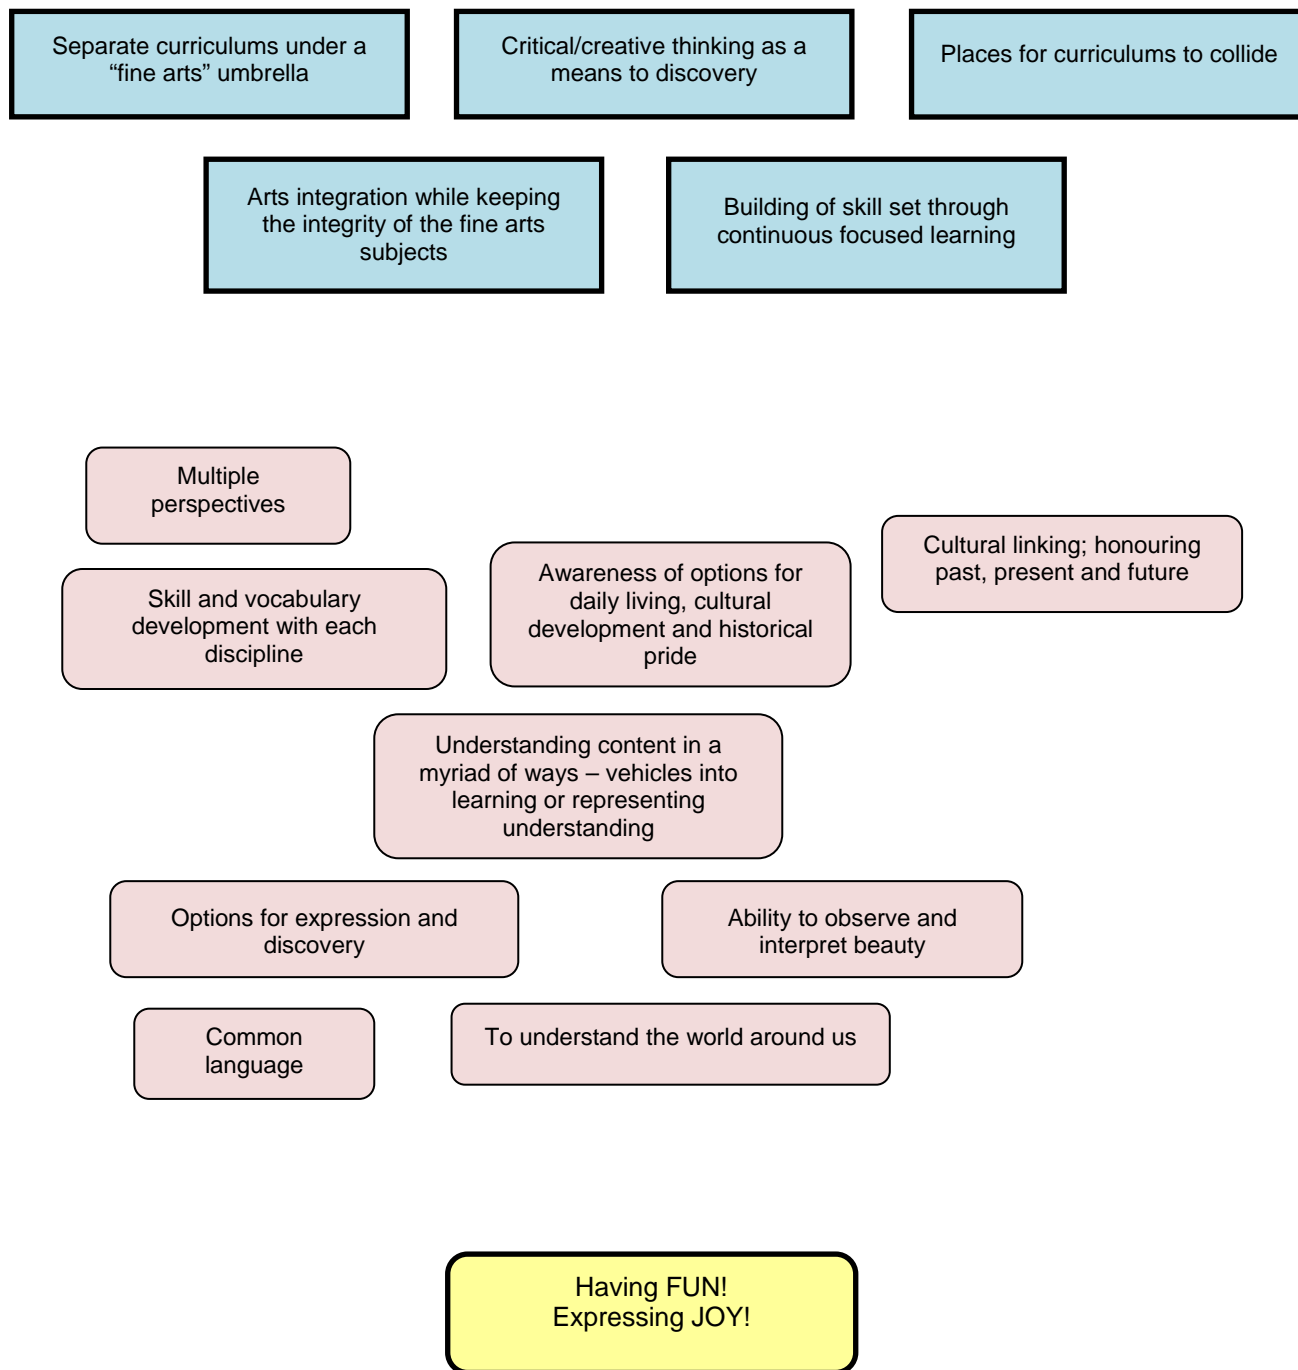 Separate curriculums under a
“fine arts” umbrella
Critical/creative thinking as a
means to discovery
Places for curriculums to collide
Arts integration while keeping
the integrity of the fine arts
subjects
Building of skill set through
continuous focused learning
Multiple
perspectives
Cultural linking; honouring
past, present and future
Skill and vocabulary
development with each
discipline
Awareness of options for
daily living, cultural
development and historical
pride
Understanding content in a
myriad of ways – vehicles into
learning or representing
understanding
Options for expression and
discovery
Ability to observe and
interpret beauty
Common
language
To understand the world around us
Having FUN!
Expressing JOY!